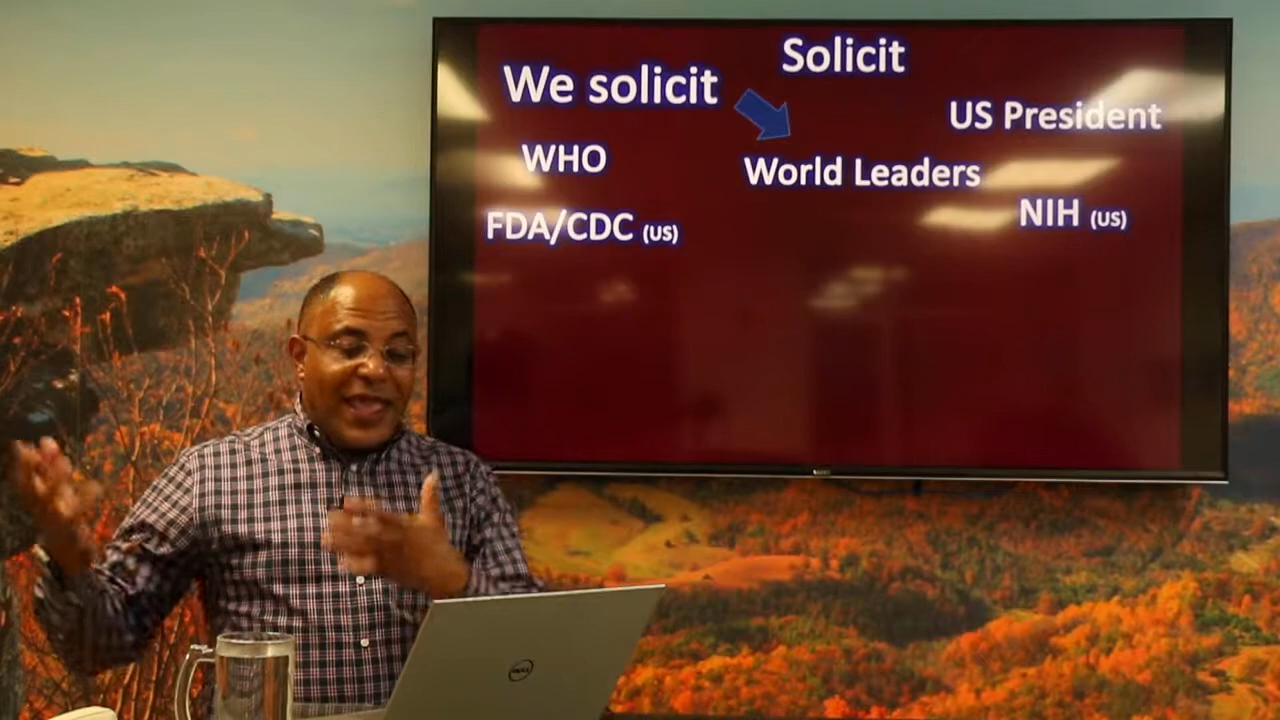 Solicit
We solicit
US President
WHO
World Leaders
FDA/CDC (US)
NIH (US)
DELL